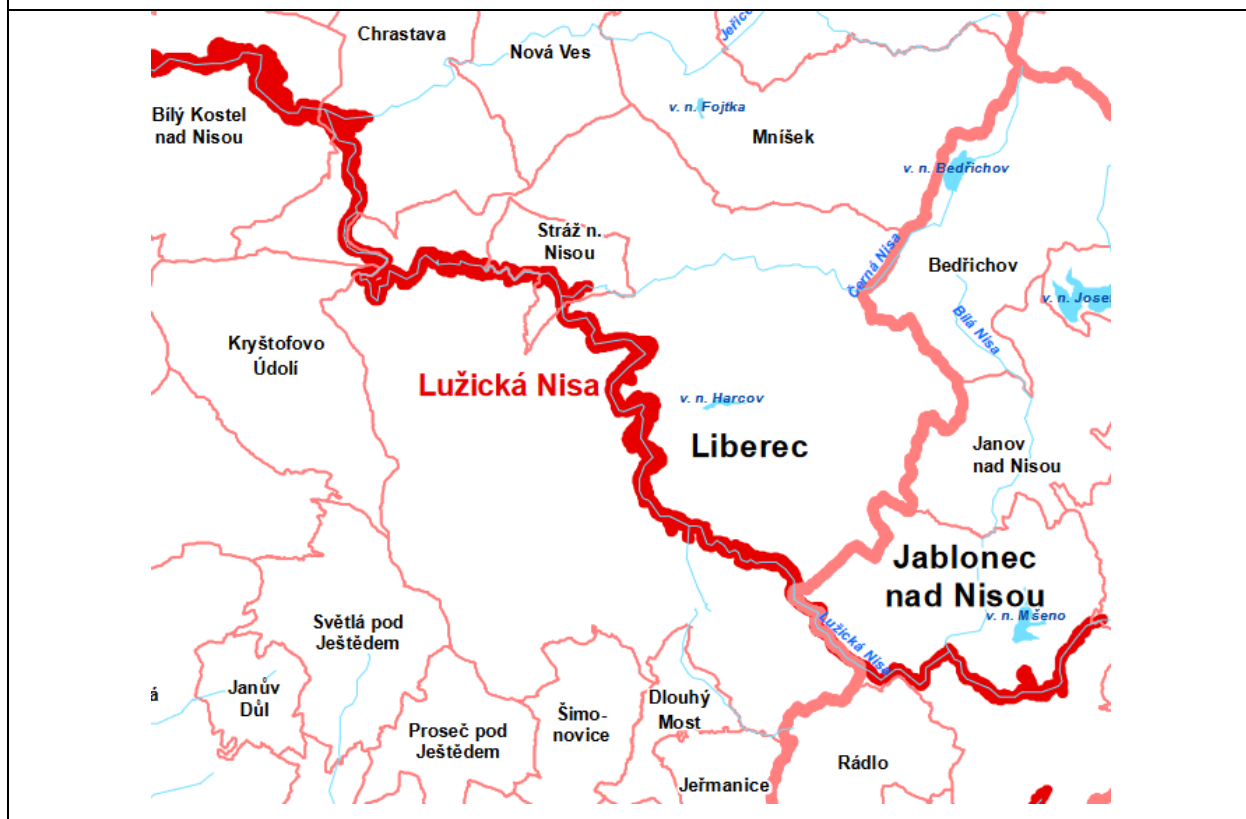 Chrastava
Jeřice
Nová Ves
v. n. Fojtka
Bílý Kostel
nad Nisou
Mníšek
v. n. Bedřichov
Stráž n.
Nisou
Černá Nisa
Bedřichov
v. n. Josef
Bílá Nisa
Kryštofovo
Údolí
Lužická Nisa
v. n. Harcov
Liberec
Janov
nad Nisou
Jablonec
nad Nisou
v. n. Mšeno
Světlá pod
Ještědem
Lužická Nisa
á
Janův
Důl
Dlouhý
Most
Šimo-
novice
Proseč pod
Ještědem
Rádlo
Jeřmanice